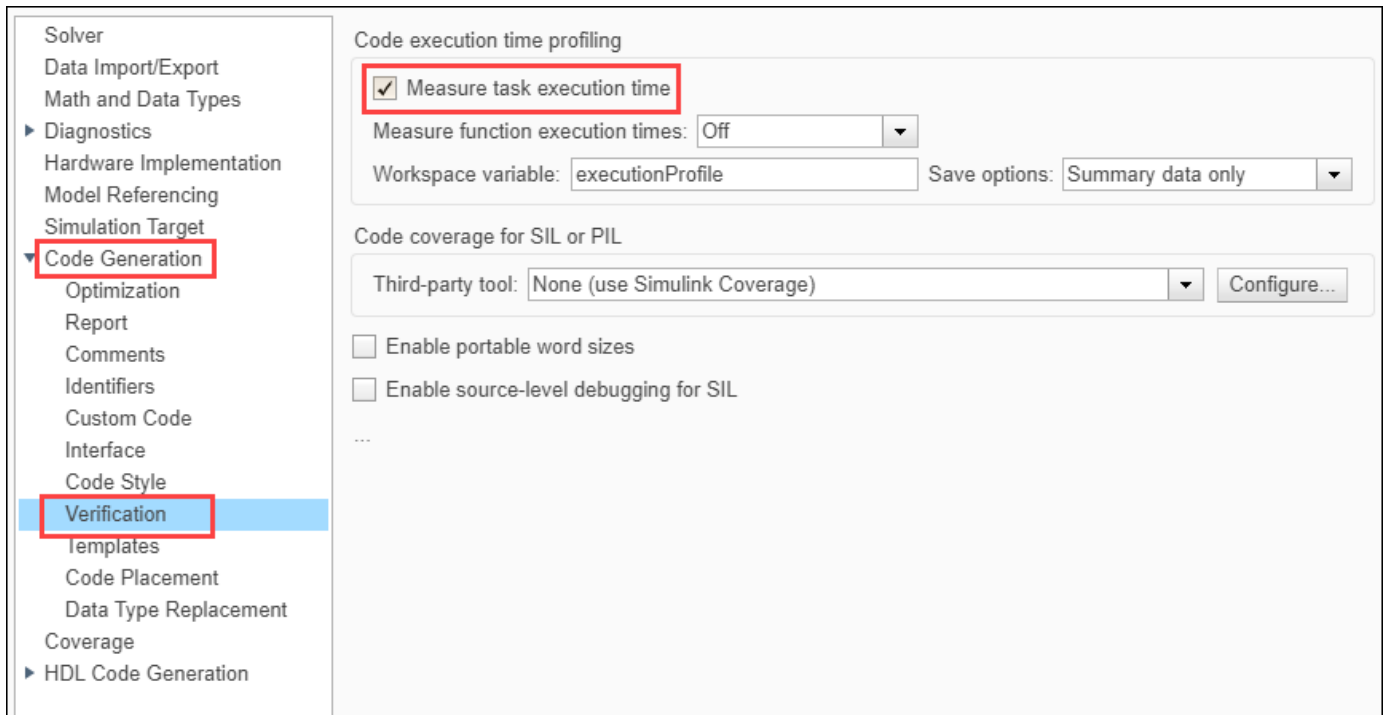 Solver
Data Import/Export
Math and Data Types
Diagnostics
Hardware Implementation
Model Referencing
Simulation Target
Code Generation
Optimization
Report
Comments
Identifiers
Custom Code
Interface
Code Style
Verification
Templates
Code Placement
Data Type Replacement
Coverage
HDL Code Generation
Code execution time profiling
Measure task execution time
Measure function execution times: Off
Workspace variable: executionProfile Save options: Summary data only
Code coverage for SIL or PIL
Third-party tool: None (use Simulink Coverage) Configure...
Enable portable word sizes
Enable source-level debugging for SIL
...